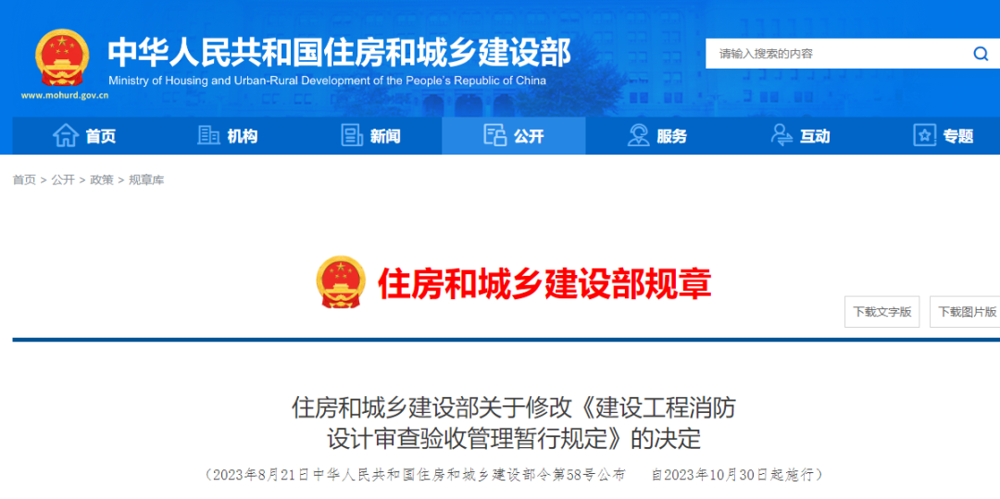 中华人民共和国住房和城乡建设部
Ministry of Housing and Urban-Rural Development of the People's Republic of China
www.mohurd.gov.cn
请输入搜索的内容
首页 机构 新闻 公开 服务 互动 专题
首页 > 公开 > 政策 > 规章库
住房和城乡建设部规章
下载文字版 下载图片版
住房和城乡建设部关于修改《建设工程消防
设计审查验收管理暂行规定》的决定
（2023年8月21日中华人民共和国住房和城乡建设部令第58号公布 自2023年10月30日起施行）